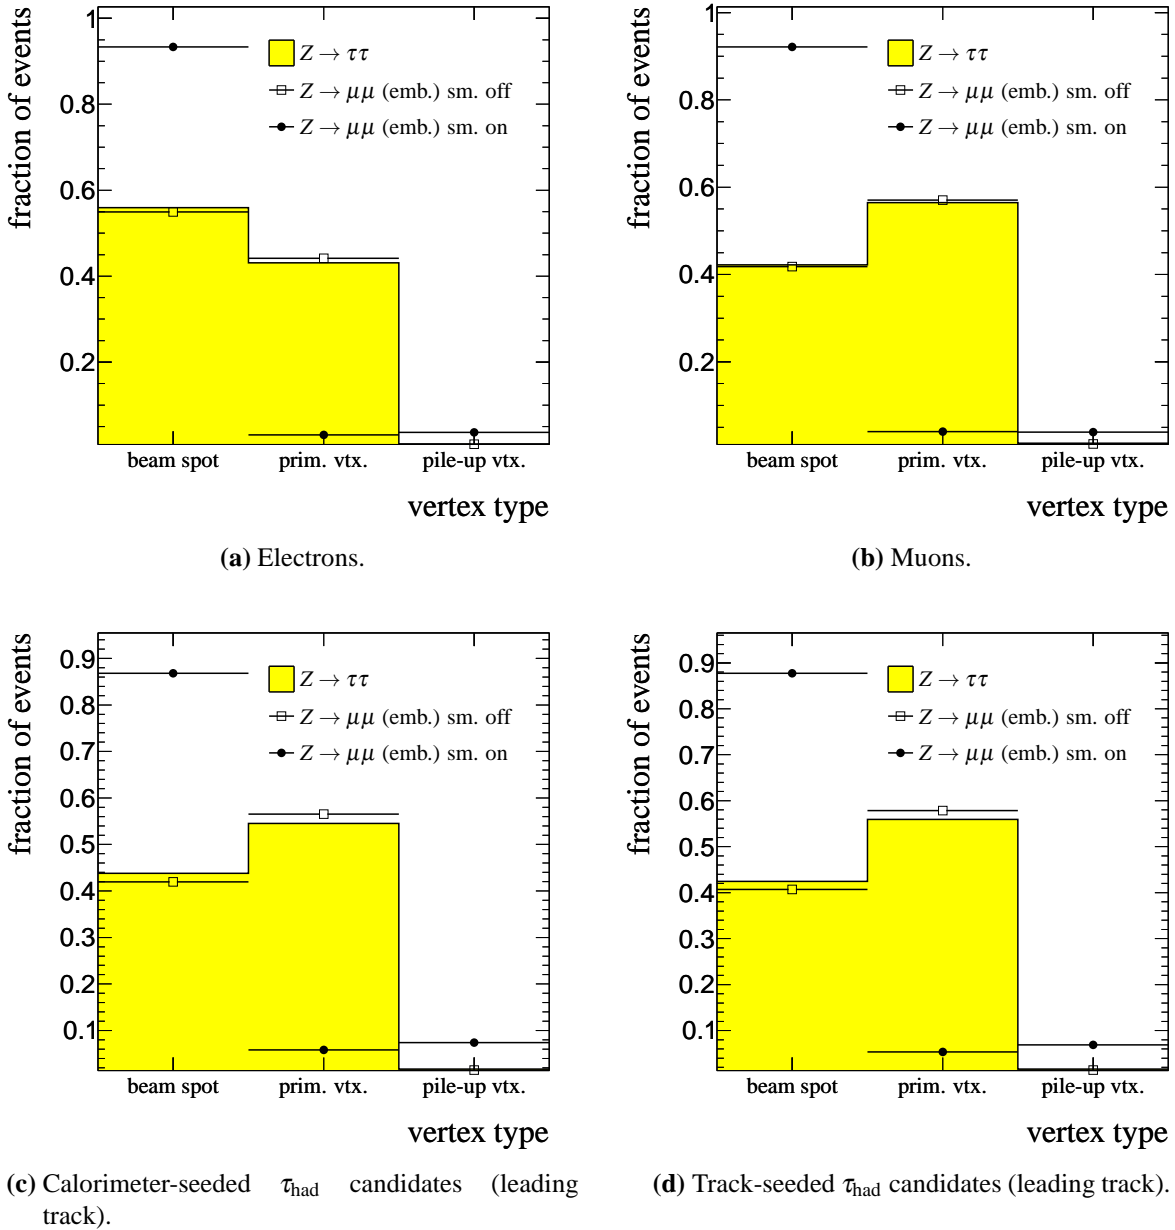 fraction of events
1
0.8
0.6
0.4
0.2
Z → ττ
Z → μμ (emb.) sm. off
Z → μμ (emb.) sm. on
beam spot prim. vtx. pile-up vtx.
vertex type
(a) Electrons.
fraction of events
1
0.8
0.6
0.4
0.2
Z → ττ
Z → μμ (emb.) sm. off
Z → μμ (emb.) sm. on
beam spot prim. vtx. pile-up vtx.
vertex type
(b) Muons.
fraction of events
0.9
0.8
0.7
0.6
0.5
0.4
0.3
0.2
0.1
Z → ττ
Z → μμ (emb.) sm. off
Z → μμ (emb.) sm. on
beam spot prim. vtx. pile-up vtx.
vertex type
(c) Calorimeter-seeded τhad candidates (leading
track).
fraction of events
0.9
0.8
0.7
0.6
0.5
0.4
0.3
0.2
0.1
Z → ττ
Z → μμ (emb.) sm. off
Z → μμ (emb.) sm. on
beam spot prim. vtx. pile-up vtx.
vertex type
(d) Track-seeded τhad candidates (leading track).